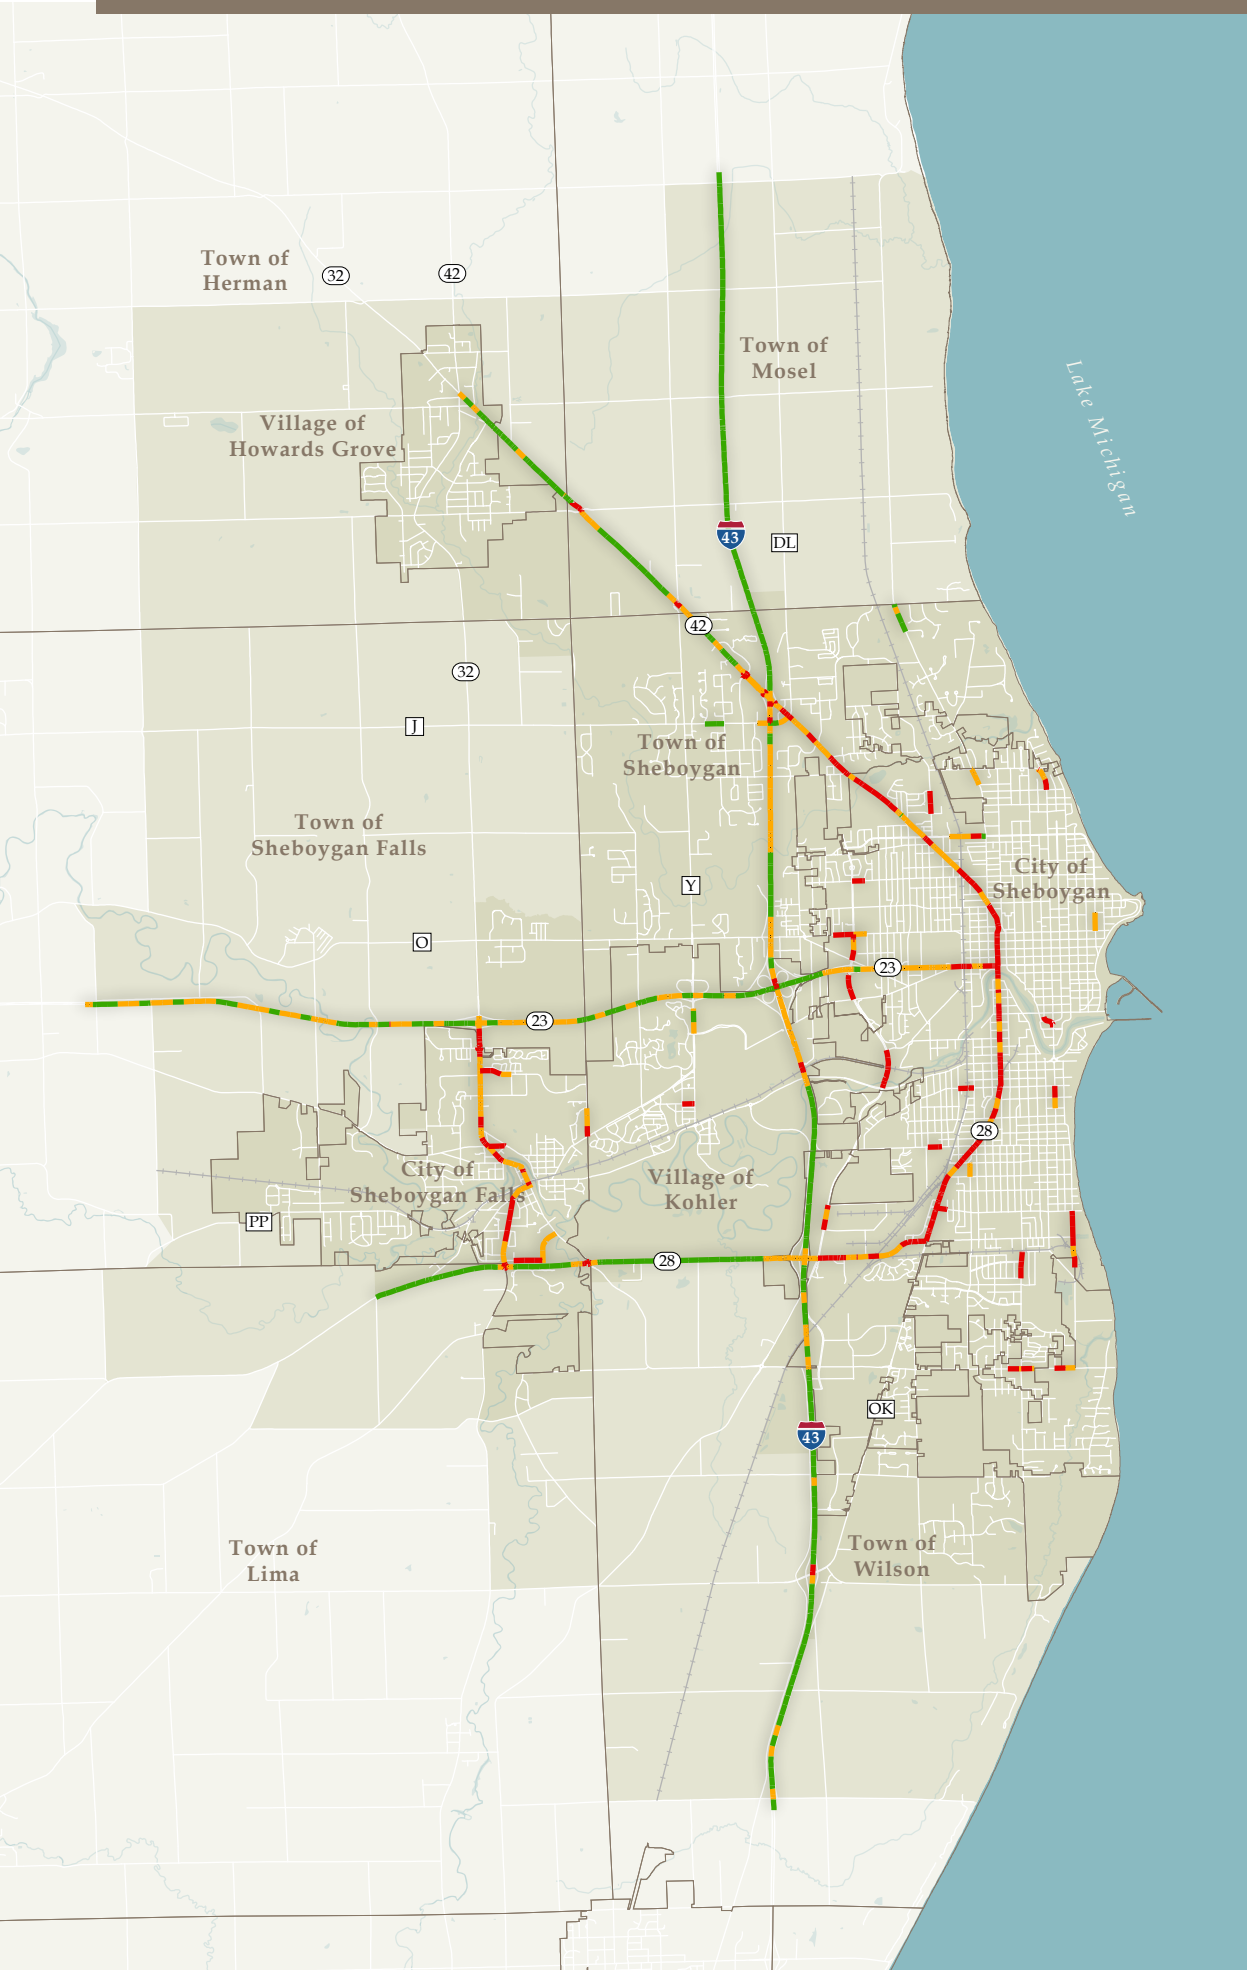 Town of
Herman
32
42
Town of
Mosel
Lake Michigan
Village of
Howards Grove
43
DL
42
32
J
Town of
Sheboygan
Town of
Sheboygan Falls
City of
Sheboygan
Y
O
23
23
28
City of
Sheboygan Falls
Village of
Kohler
PP
28
OK
43
Town of
Lima
Town of
Wilson